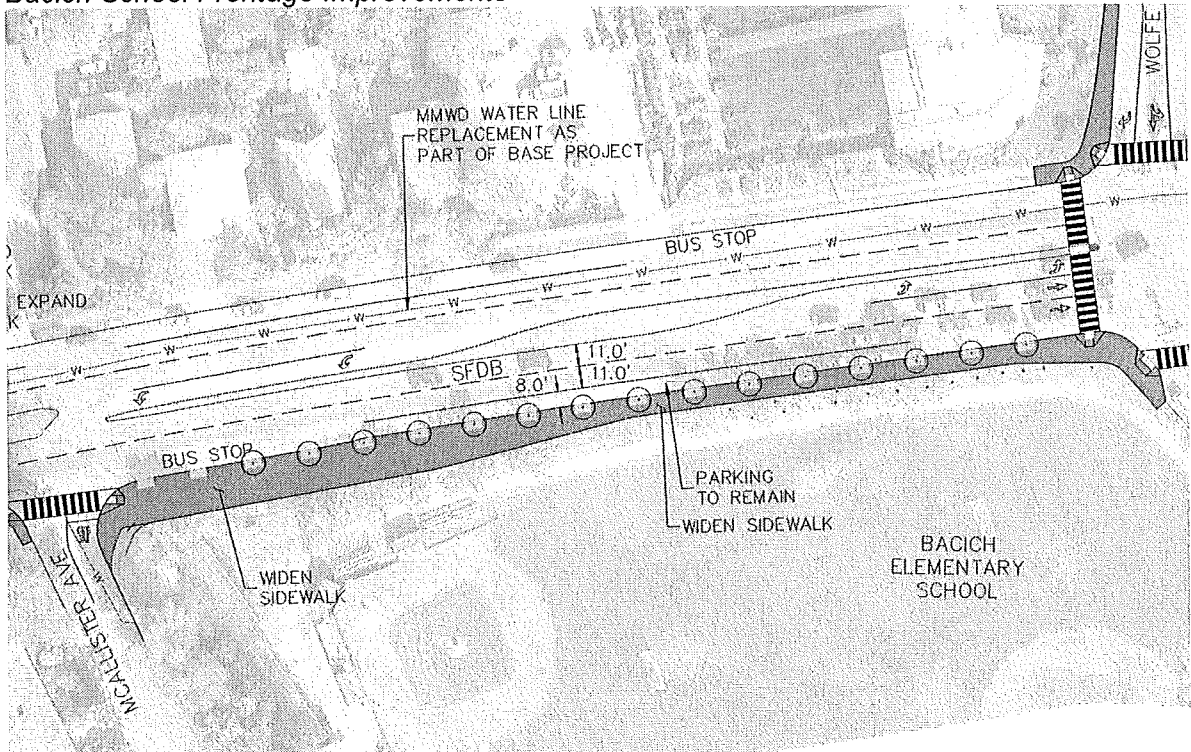 Bacich School Frontage Improvements
WOLFE
MMWD WATER LINE
REPLACEMENT AS
PART OF BASE PROJECT
EXPAND
BUS STOP
W W W W W W W W W W W W
SFDB
11.0'
11.0'
8.0'
BUS STOP
PARKING
TO REMAIN
WIDEN SIDEWALK
WIDEN
SIDEWALK
BACICH
ELEMENTARY
SCHOOL
MCALLISTER AVE
W